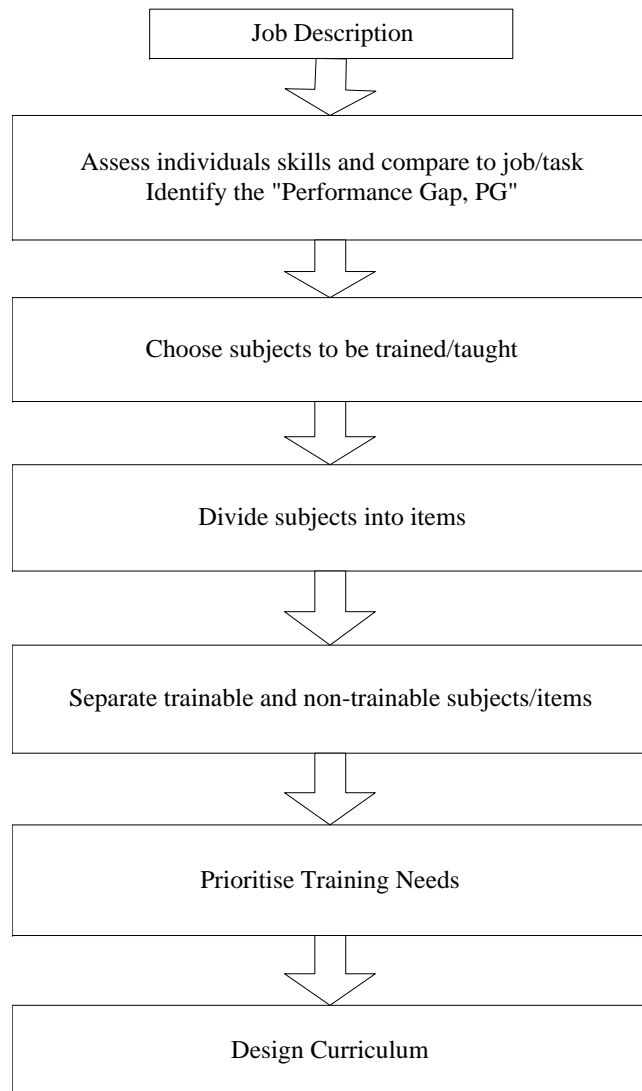 Job Description
Assess individuals skills and compare to job/task
Identify the "Performance Gap, PG"
Choose subjects to be trained/taught
Divide subjects into items
Separate trainable and non-trainable subjects/items
Prioritise Training Needs
Design Curriculum